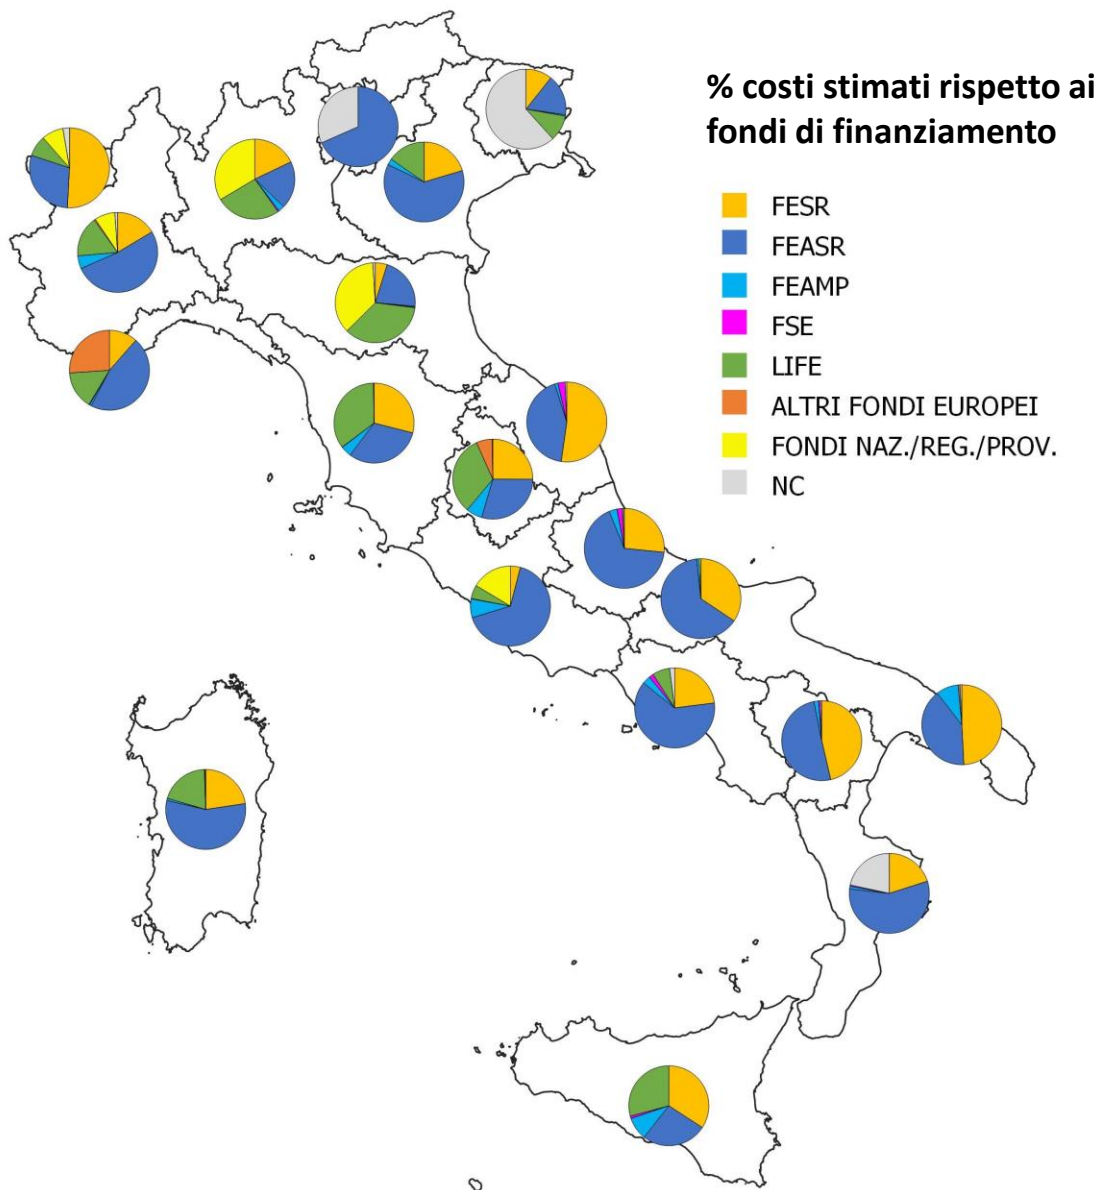 % costi stimati rispetto ai
fondi di finanziamento
FESR
FEASR
FEAMP
FSE
LIFE
ALTRI FONDI EUROPEI
FONDI NAZ./REG./PROV.
NC